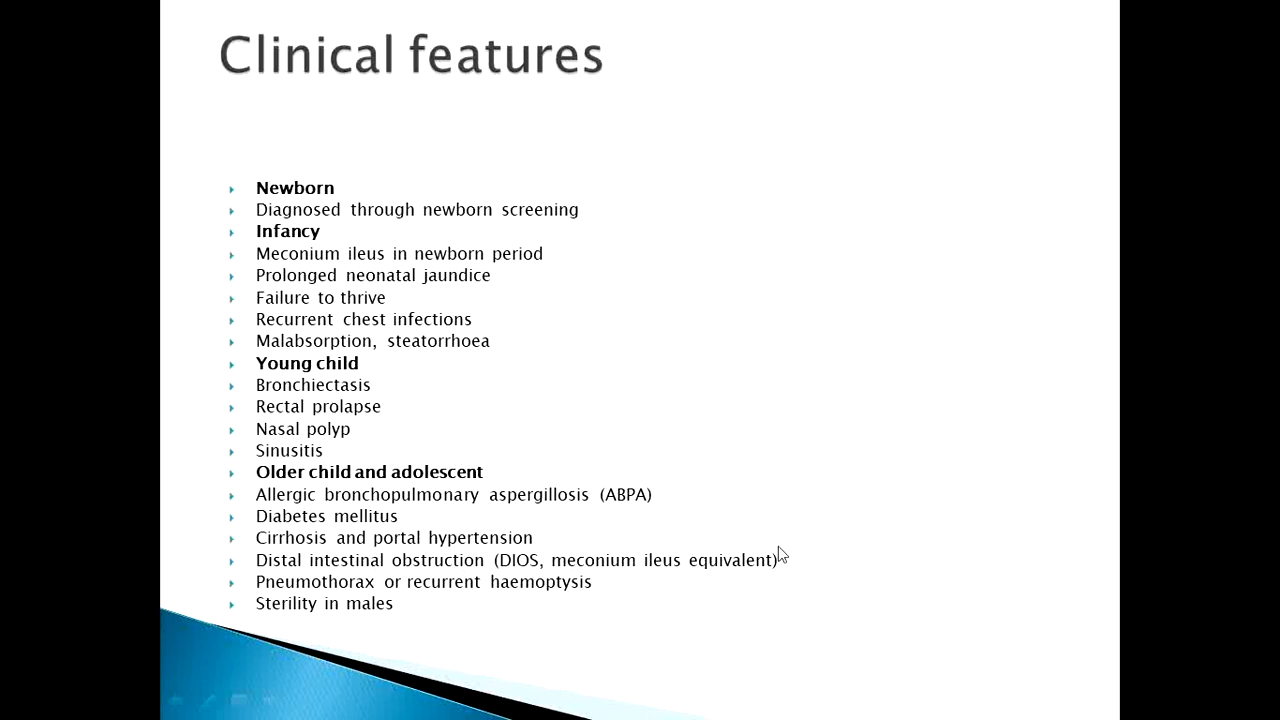 Clinical features
Newborn
Diagnosed through newborn screening
Infancy
Meconium ileus in newborn period
Prolonged neonatal jaundice
Failure to thrive
Recurrent chest infections
Malabsorption, steatorrhoea
Young child
Bronchiectasis
Rectal prolapse
Nasal polyp
Sinusitis
Older child and adolescent
Allergic bronchopulmonary aspergillosis (ABPA)
Diabetes mellitus
Cirrhosis and portal hypertension
Distal intestinal obstruction (DIOS, meconium ileus equivalent)
Pneumothorax or recurrent haemoptysis
Sterility in males